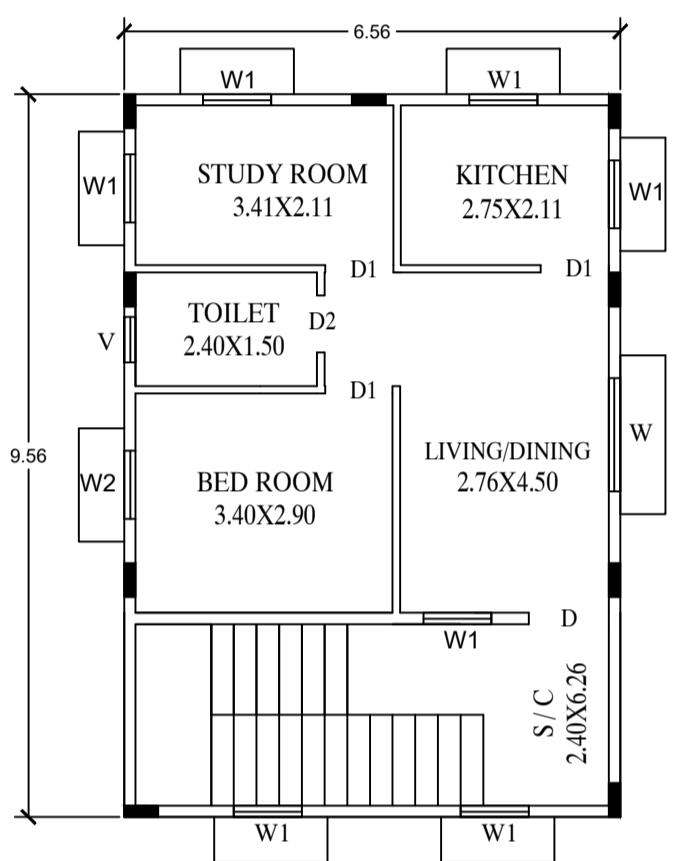 6.56
W1
W1
W1
STUDY ROOM
3.41X2.11
KITCHEN
2.75X2.11
W1
D1
D1
TOILET
2.40X1.50
D2
V
D1
9.56
W2
BED ROOM
3.40X2.90
LIVING/DINING
2.76X4.50
W
W1
D
S / C
2.40X6.26
W1
W1